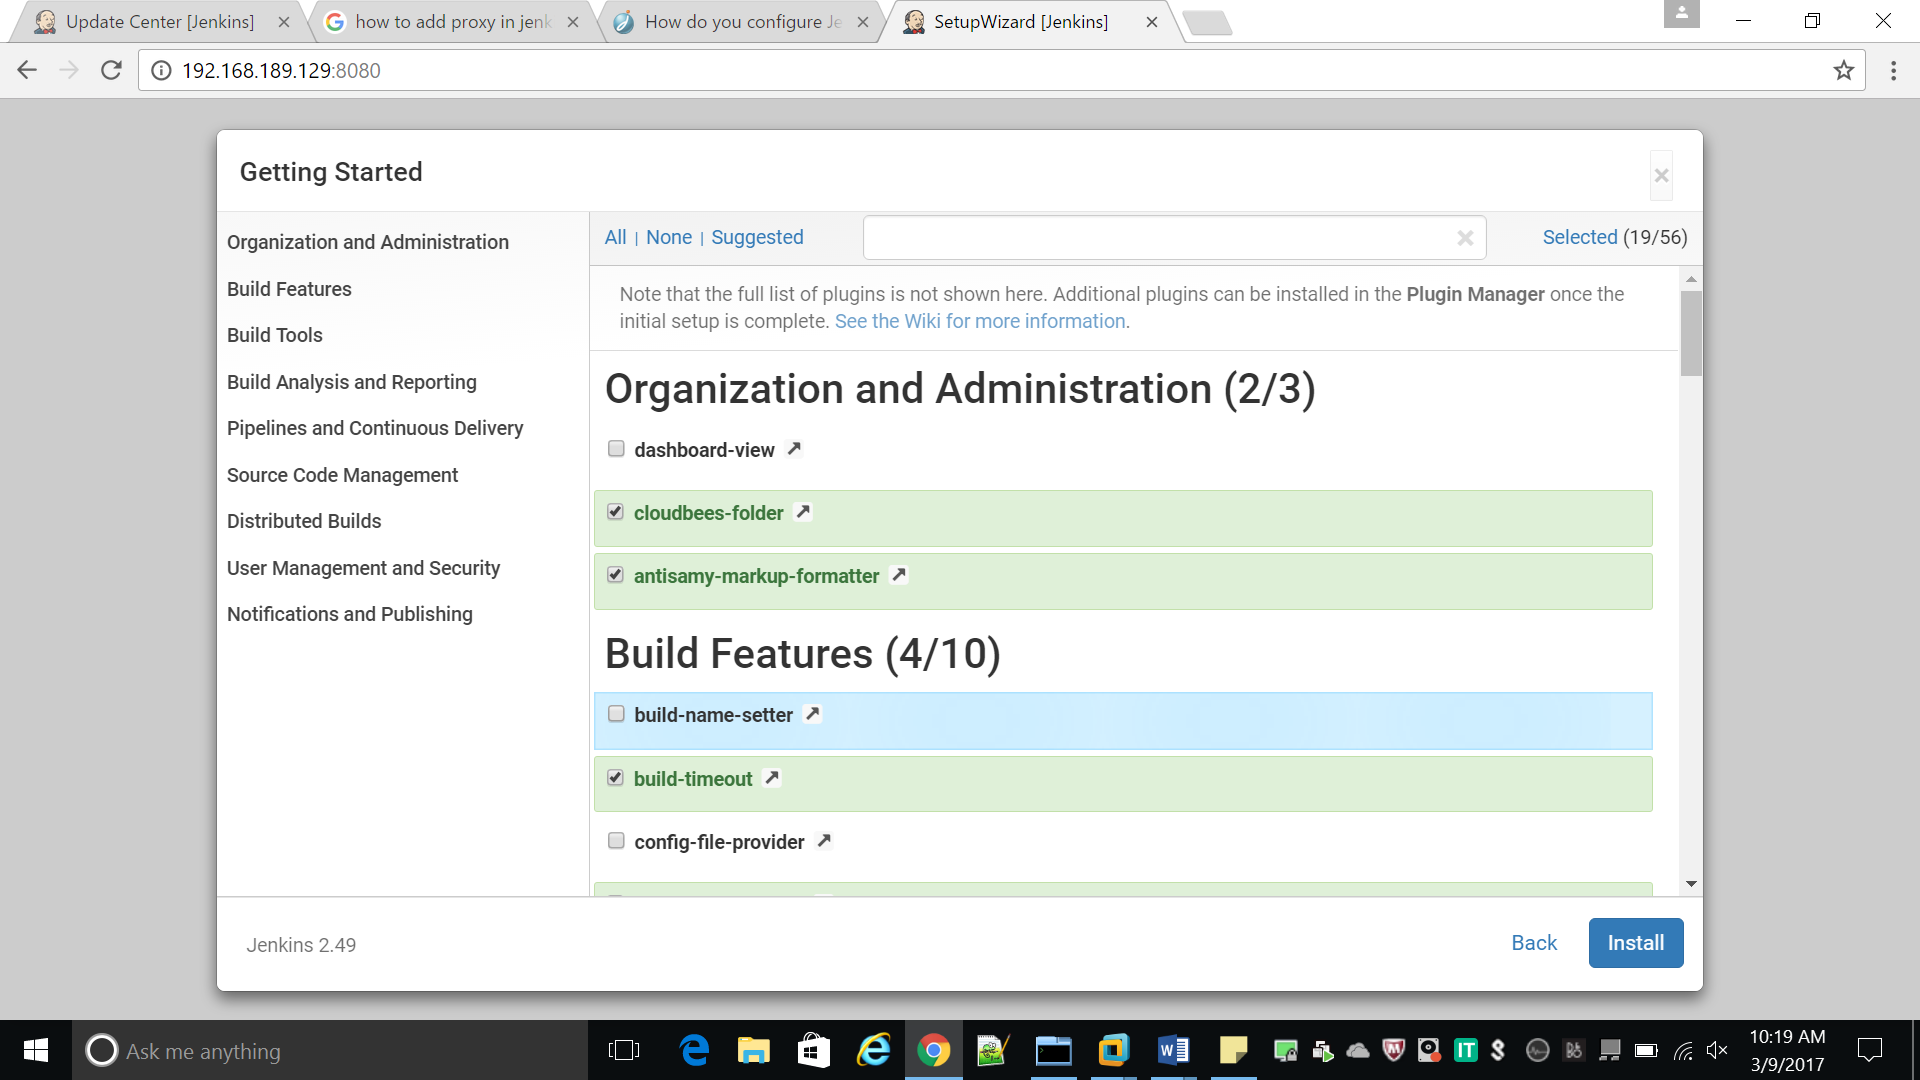 Update Center [Jenkins]
how to add proxy in jenk
How do you configure Je
SetupWizard [Jenkins]
192.168.189.129:8080
Getting Started
Organization and Administration
Build Features
Build Tools
Build Analysis and Reporting
Pipelines and Continuous Delivery
Source Code Management
Distributed Builds
User Management and Security
Notifications and Publishing
All | None | Suggested
Selected (19/56)
Note that the full list of plugins is not shown here. Additional plugins can be installed in the Plugin Manager once the
initial setup is complete. See the Wiki for more information.
Organization and Administration (2/3)
dashboard-view
cloudbees-folder
antisamy-markup-formatter
Build Features (4/10)
build-name-setter
build-timeout
config-file-provider
Jenkins 2.49
Back
Install
Ask me anything
10:19 AM
3/9/2017